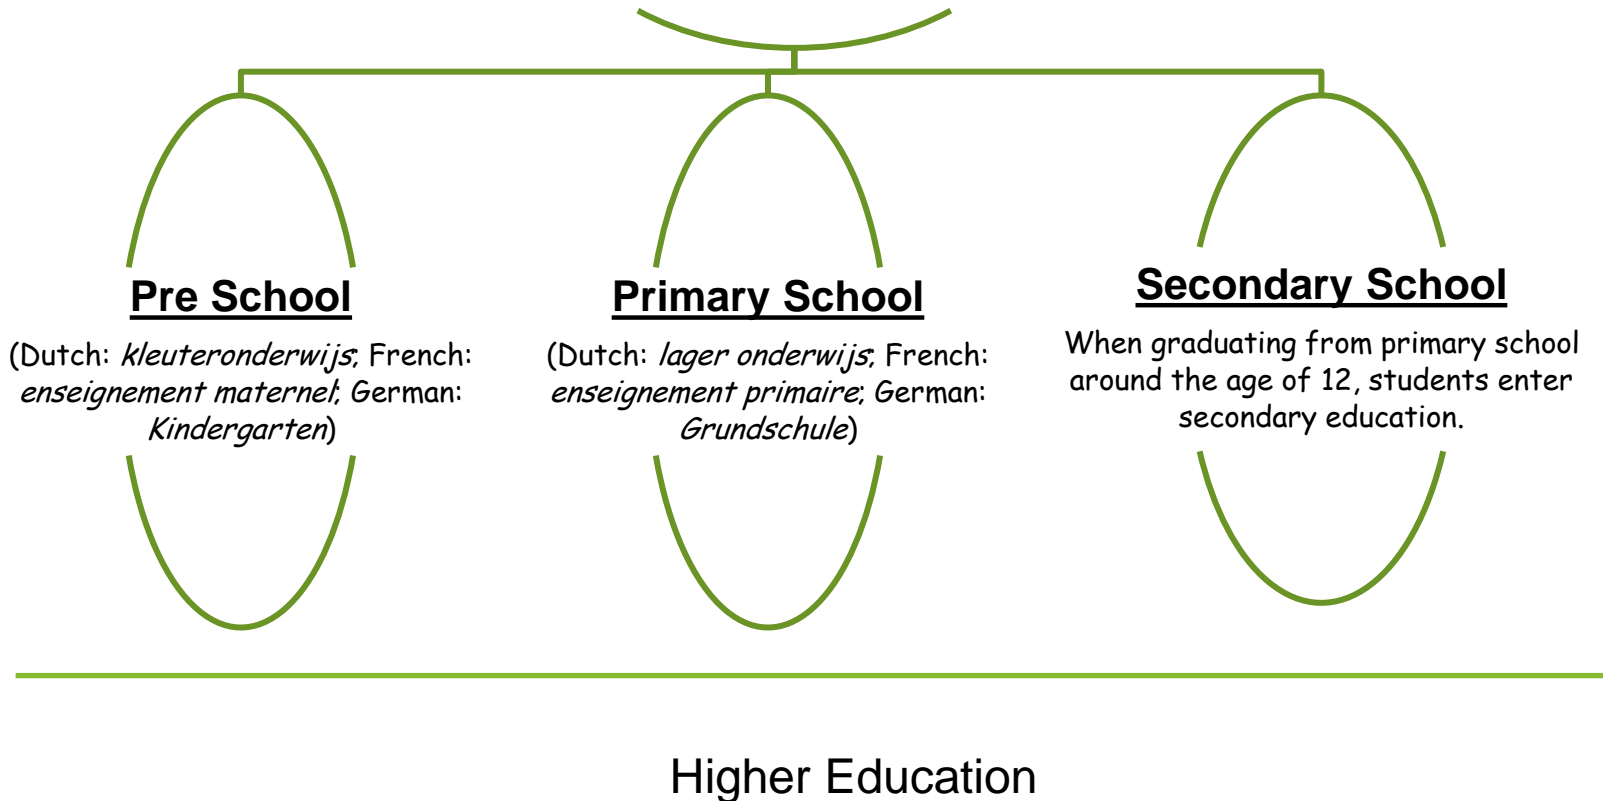 Pre School
(Dutch: kleuteronderwijs; French:
enseignement maternel; German:
Kindergarten)
Primary School
(Dutch: lager onderwijs; French:
enseignement primaire; German:
Grundschule)
Secondary School
When graduating from primary school
around the age of 12, students enter
secondary education.
Higher Education